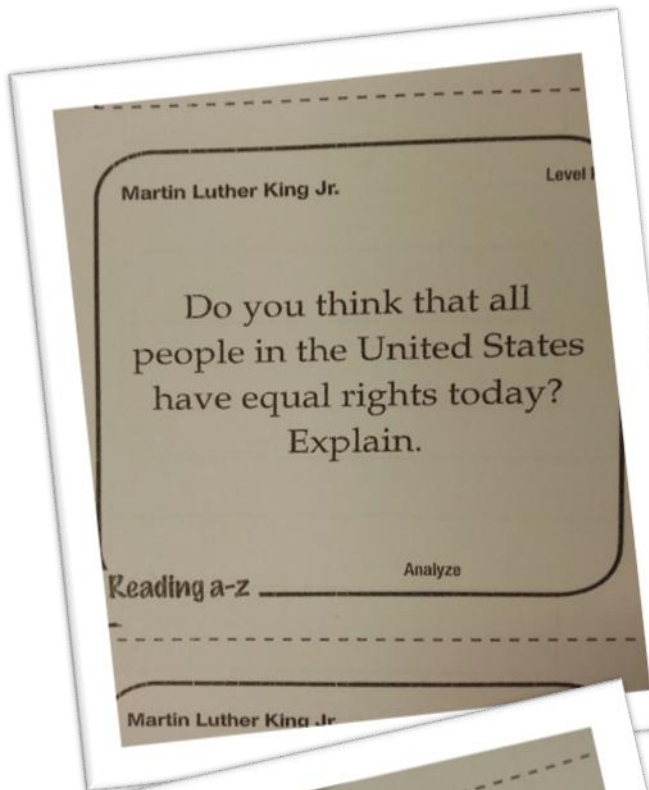 Martin Luther King Jr.
Level
Do you think that all
people in the United States
have equal rights today?
Explain.
Analyze
Reading a-z
Martin Luther King Jr